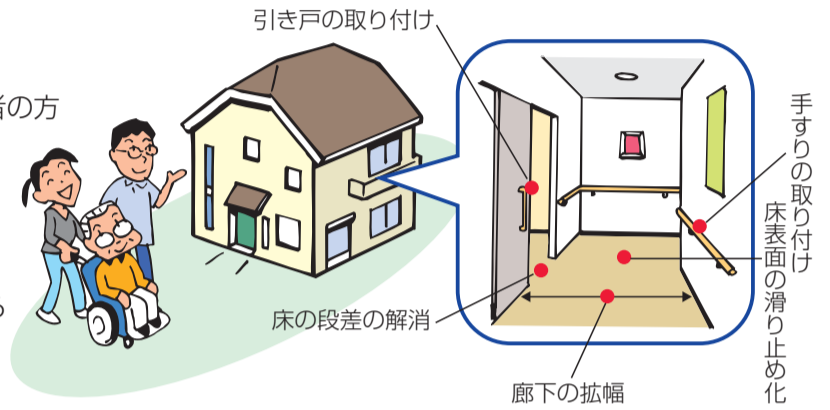 引き戸の取り付け
者の方
手すりの取り付け
床表面の滑り止め化
床の段差の解消
廊下の拡幅